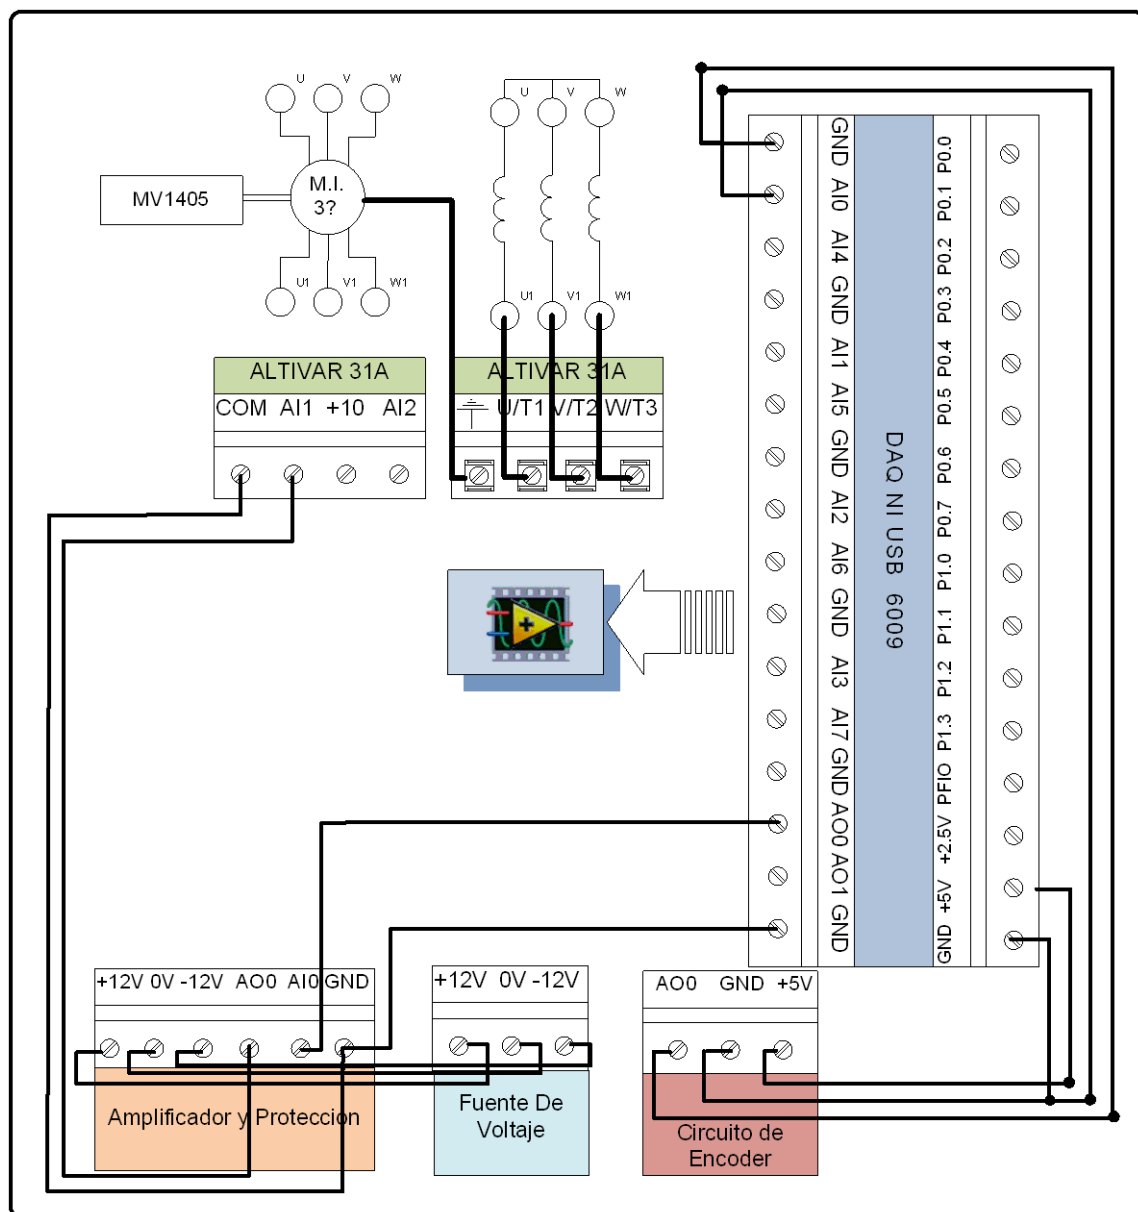 U V W
U V W
MV1405
M.I.
3?
U1 V1 W1
U1 V1 W1
ALTIVAR 31A
COM AI1 +10 AI2
ALTIVAR 31A
U/T1 V/T2 W/T3
GND AI0 AI4 GND AI1 AI5 GND AI2 AI6 GND AI3 AI7 GND AO0 AO1 GND
DAQ NI USB 6009
P0.0
P0.1
P0.2
P0.3
P0.4
P0.5
P0.6
P0.7
P1.0
P1.1
P1.2
P1.3
PFIO
+2.5V
+5V
GND
+12V 0V -12V AO0 AI0 GND
Amplificador y Protección
+12V 0V -12V
Fuente De
Voltaje
AO0 GND +5V
Circuito de
Encoder